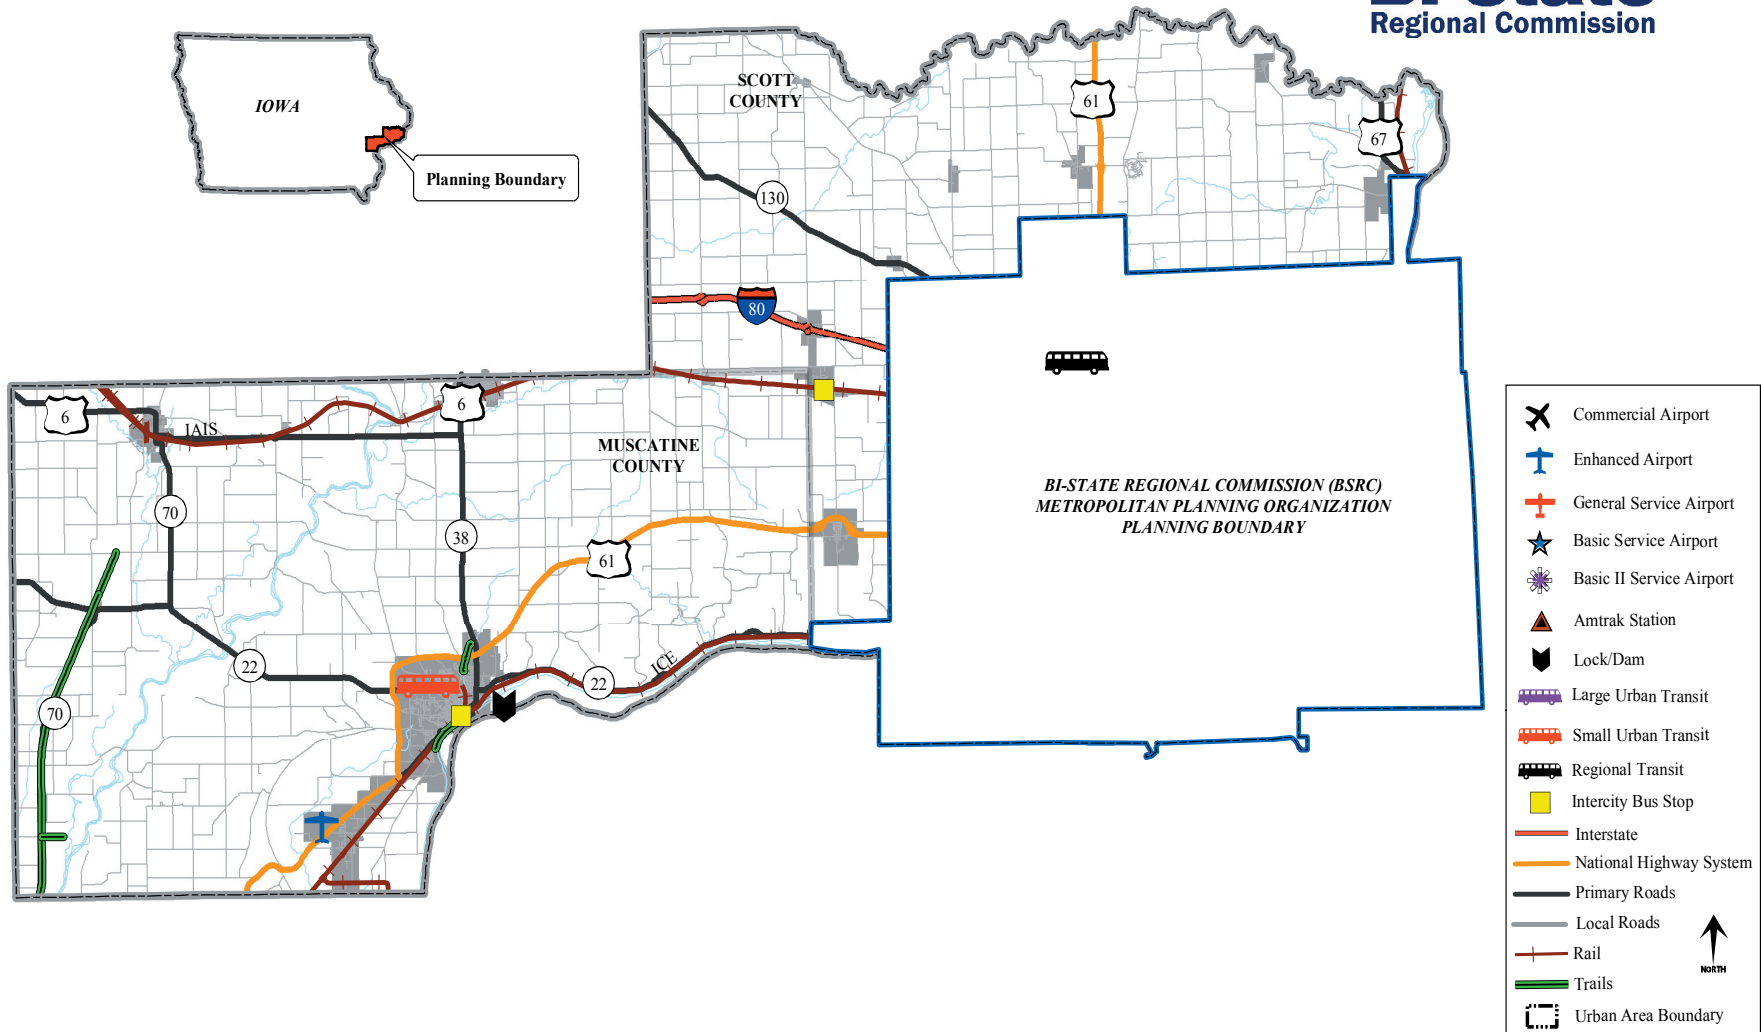 Bi-State
Regional Commission
IOWA
Planning Boundary
SCOTT
COUNTY
61
67
130
80
6
IAIS
6
MUSCATINE
COUNTY
70
38
61
BI-STATE REGIONAL COMMISSION (BSRC)
METROPOLITAN PLANNING ORGANIZATION
PLANNING BOUNDARY
22
ICE
22
70
Commercial Airport
Enhanced Airport
General Service Airport
Basic Service Airport
Basic II Service Airport
Amtrak Station
Lock/Dam
Large Urban Transit
Small Urban Transit
Regional Transit
Intercity Bus Stop
Interstate
National Highway System
Primary Roads
Local Roads
Rail
NORTH
Trails
Urban Area Boundary